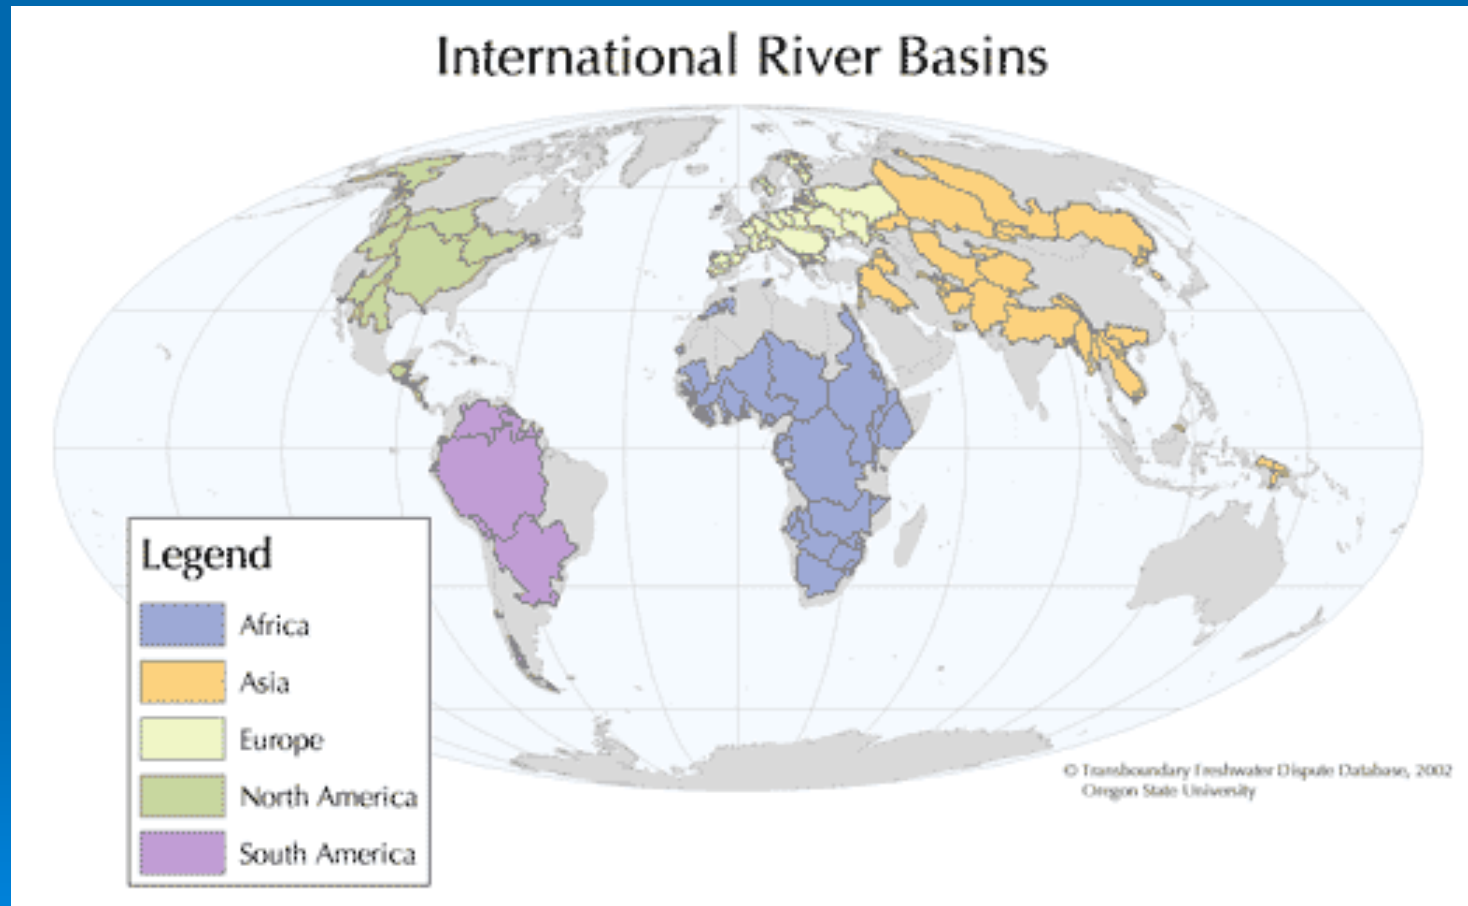 International River Basins
Legend
Africa
Asia
Europe
North America
South America
© Transboundary Freshwater Dispute Database, 2002
Oregon State University